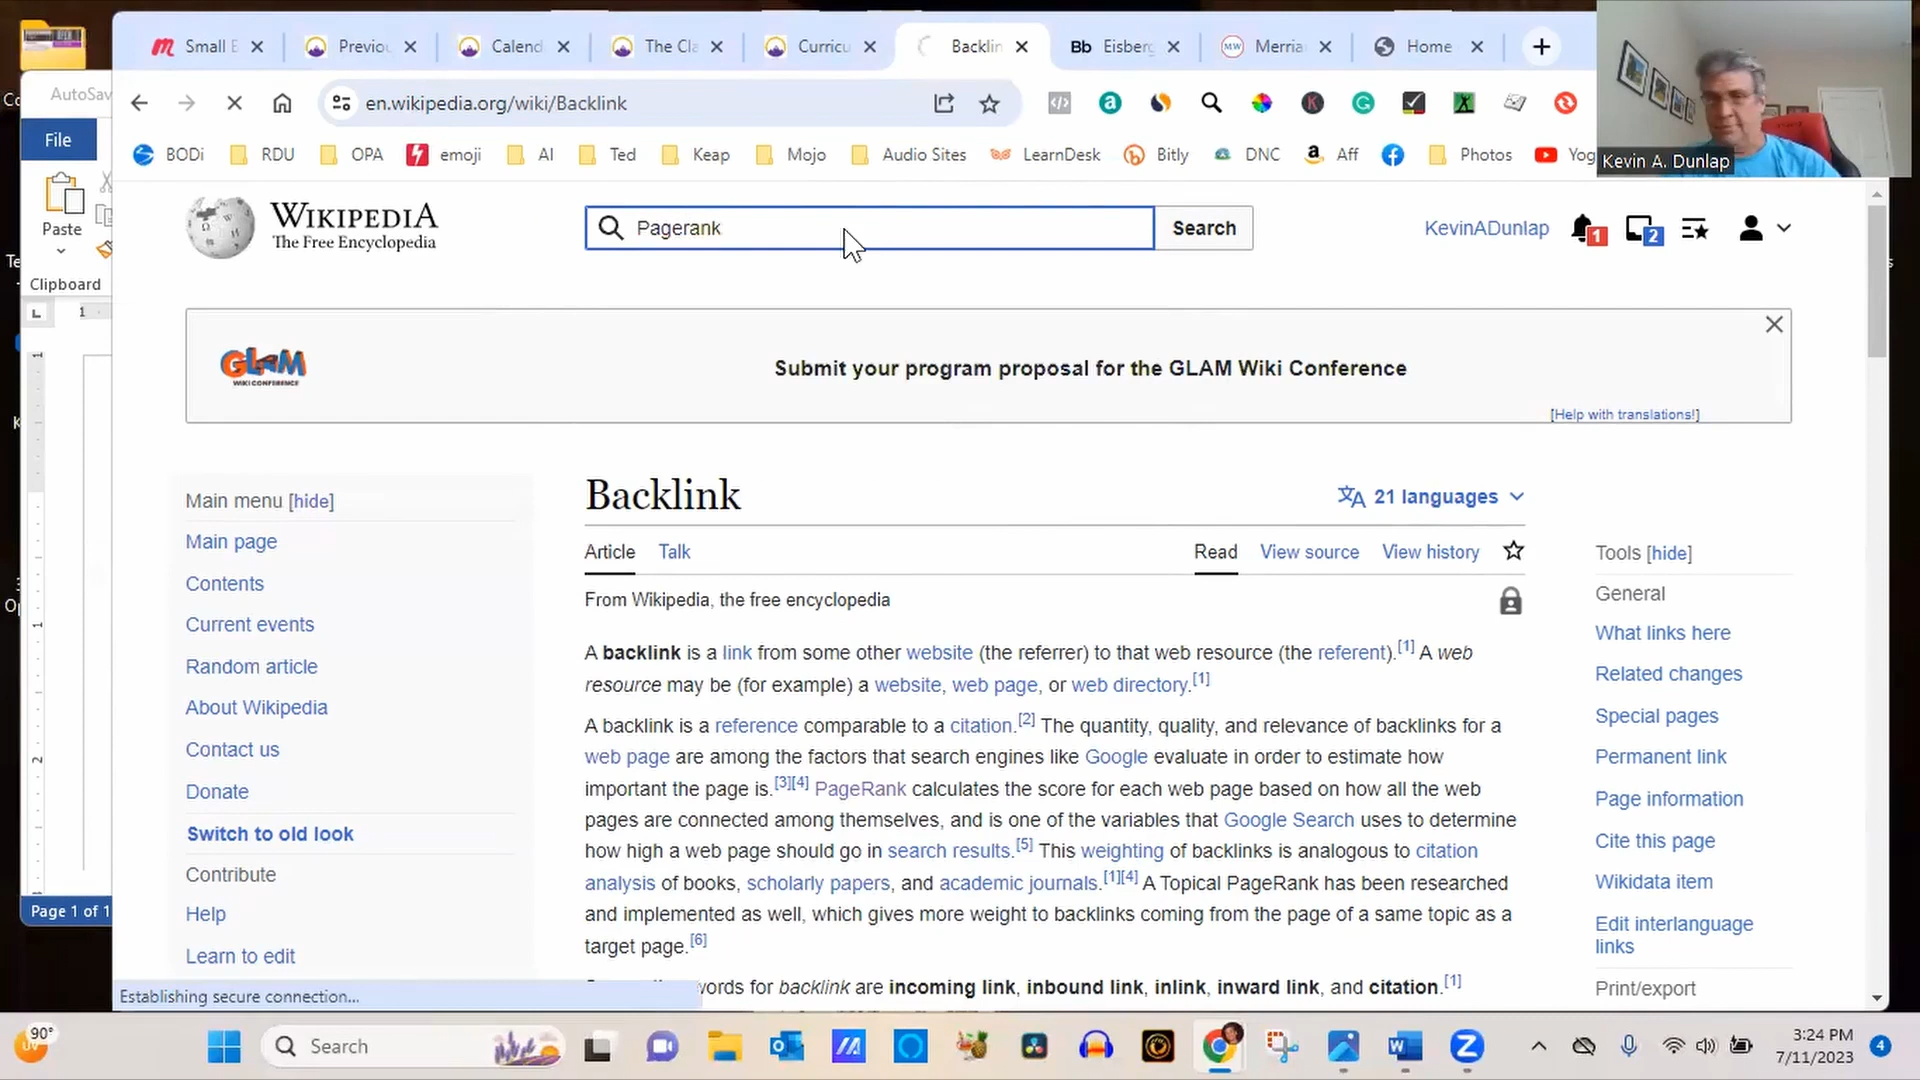 Small
Previou
Calend
The Cla
Curricu
Backlin
Bb Eisberg
MW Merria
Home
AutoSav
en.wikipedia.org/wiki/Backlink
File
BODi
RDU
OPA
emoji
AI
Ted
Keap
Mojo
Audio Sites
LearnDesk
Bitly
DNC
Aff
Photos
Yog
Kevin A. Dunlap
Paste
Clipboard
WIKIPEDIA
The Free Encyclopedia
Pagerank
Search
KevinADunlap
1
2
GLAM
WIKI CONFERENCE
Submit your program proposal for the GLAM Wiki Conference
[Help with translations!]
Main menu [hide]
Main page
Contents
Current events
Random article
About Wikipedia
Contact us
Donate
Switch to old look
Contribute
Help
Learn to edit
Backlink
21 languages
Article
Talk
Read
View source
View history
From Wikipedia, the free encyclopedia
A backlink is a link from some other website (the referrer) to that web resource (the referent).[1] A web
resource may be (for example) a website, web page, or web directory.[1]
A backlink is a reference comparable to a citation.[2] The quantity, quality, and relevance of backlinks for a
web page are among the factors that search engines like Google evaluate in order to estimate how
important the page is.[3][4] PageRank calculates the score for each web page based on how all the web
pages are connected among themselves, and is one of the variables that Google Search uses to determine
how high a web page should go in search results.[5] This weighting of backlinks is analogous to citation
analysis of books, scholarly papers, and academic journals.[1][4] A Topical PageRank has been researched
and implemented as well, which gives more weight to backlinks coming from the page of a same topic as a
target page.[6]
words for backlink are incoming link, inbound link, inlink, inward link, and citation.[1]
Tools [hide]
General
What links here
Related changes
Special pages
Permanent link
Page information
Cite this page
Wikidata item
Edit interlanguage
links
Print/export
Page 1 of 1
Establishing secure connection...
90°
Search
3:24 PM
7/11/2023
4